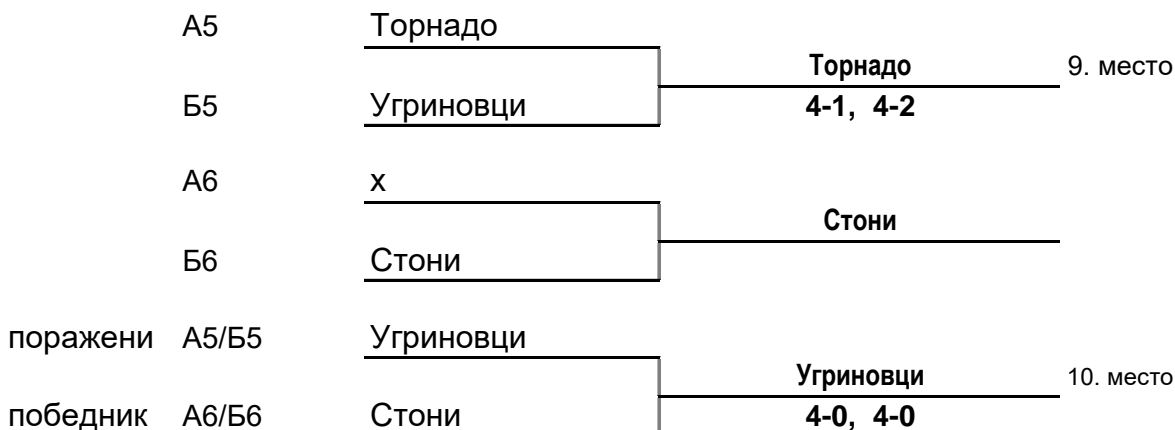 А5 Торнадо
Торнадо 9. место
Б5 Угриновци 4-1, 4-2
А6 х
Стони
Б6 Стони
поражени А5/Б5 Угриновци
Угриновци 10. место
победник А6/Б6 Стони 4-0, 4-0